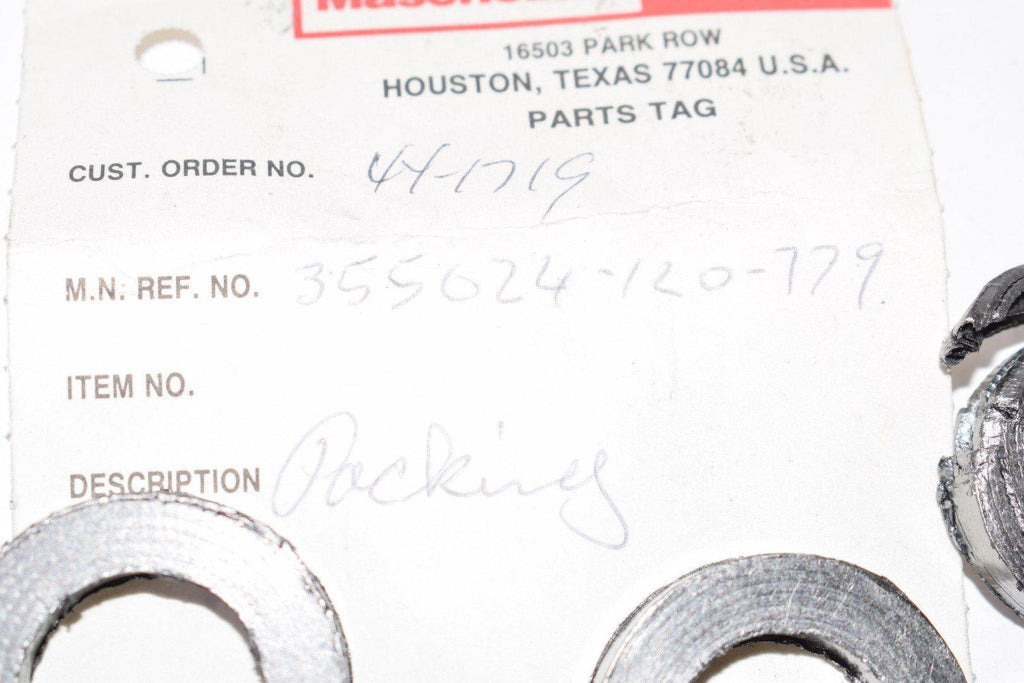 16503 PARK ROW
HOUSTON, TEXAS 77084 U.S.A.
PARTS TAG
CUST. ORDER NO. 44-1719
M.N. REF. NO. 355024-120-779
ITEM NO.
DESCRIPTION Packing